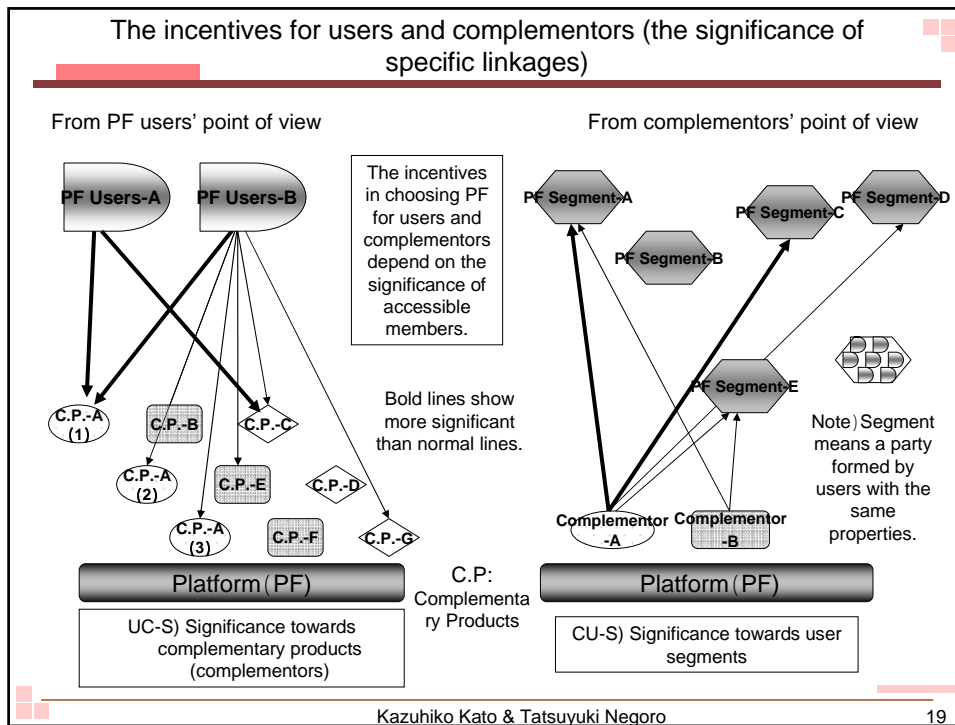 The incentives for users and complementors (the significance of
specific linkages)
From PF users' point of view
From complementors' point of view
PF Users-A
PF Users-B
The incentives
in choosing PF
for users and
complementors
depend on the
significance of
accessible
members.
Bold lines show
more significant
than normal lines.
C.P.-A
(1)
C.P.-B
C.P.-C
C.P.-A
(2)
C.P.-E
C.P.-D
C.P.-A
(3)
C.P.-F
C.P.-G
Platform(PF)
UC-S) Significance towards
complementary products
(complementors)
C.P:
Complementa
ry Products
PF Segment-A
PF Segment-B
PF Segment-C
PF Segment-D
PF Segment-E
Note)Segment
means a party
formed by
users with the
same
properties.
Complementor
-A
Complementor
-B
Platform(PF)
CU-S) Significance towards user
segments
Kazuhiko Kato & Tatsuyuki Negoro
19